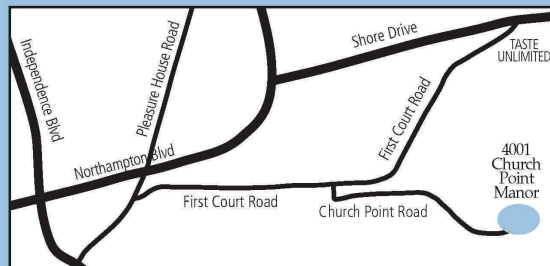 Independence Blvd
Pleasure House Road
Shore Drive
TASTE
UNLIMITED
Northampton Blvd
First Court Road
First Court Road
Church Point Road
4001
Church
Point
Manor